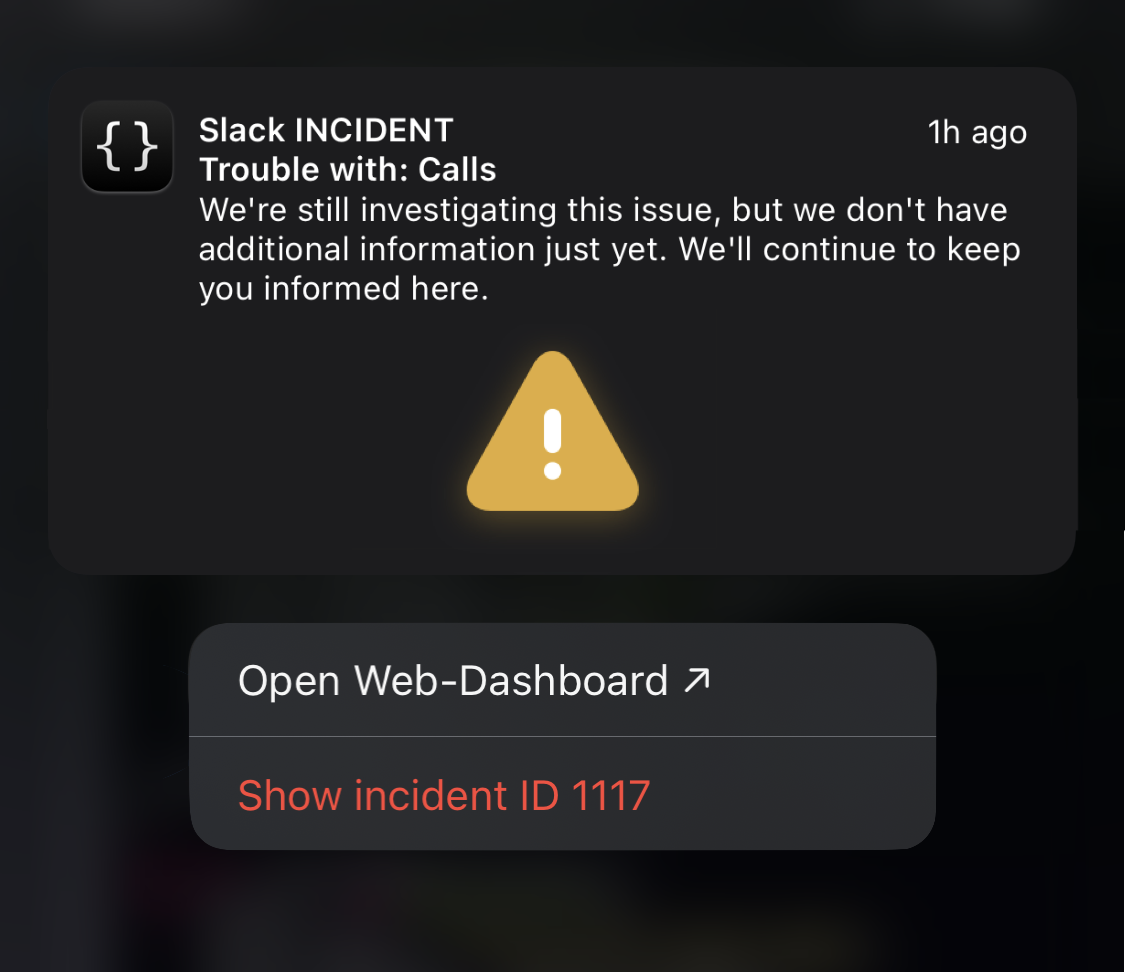 { }
Slack INCIDENT
1h ago
Trouble with: Calls
We're still investigating this issue, but we don't have
additional information just yet. We'll continue to keep
you informed here.
!
Open Web-Dashboard ↗
Show incident ID 1117